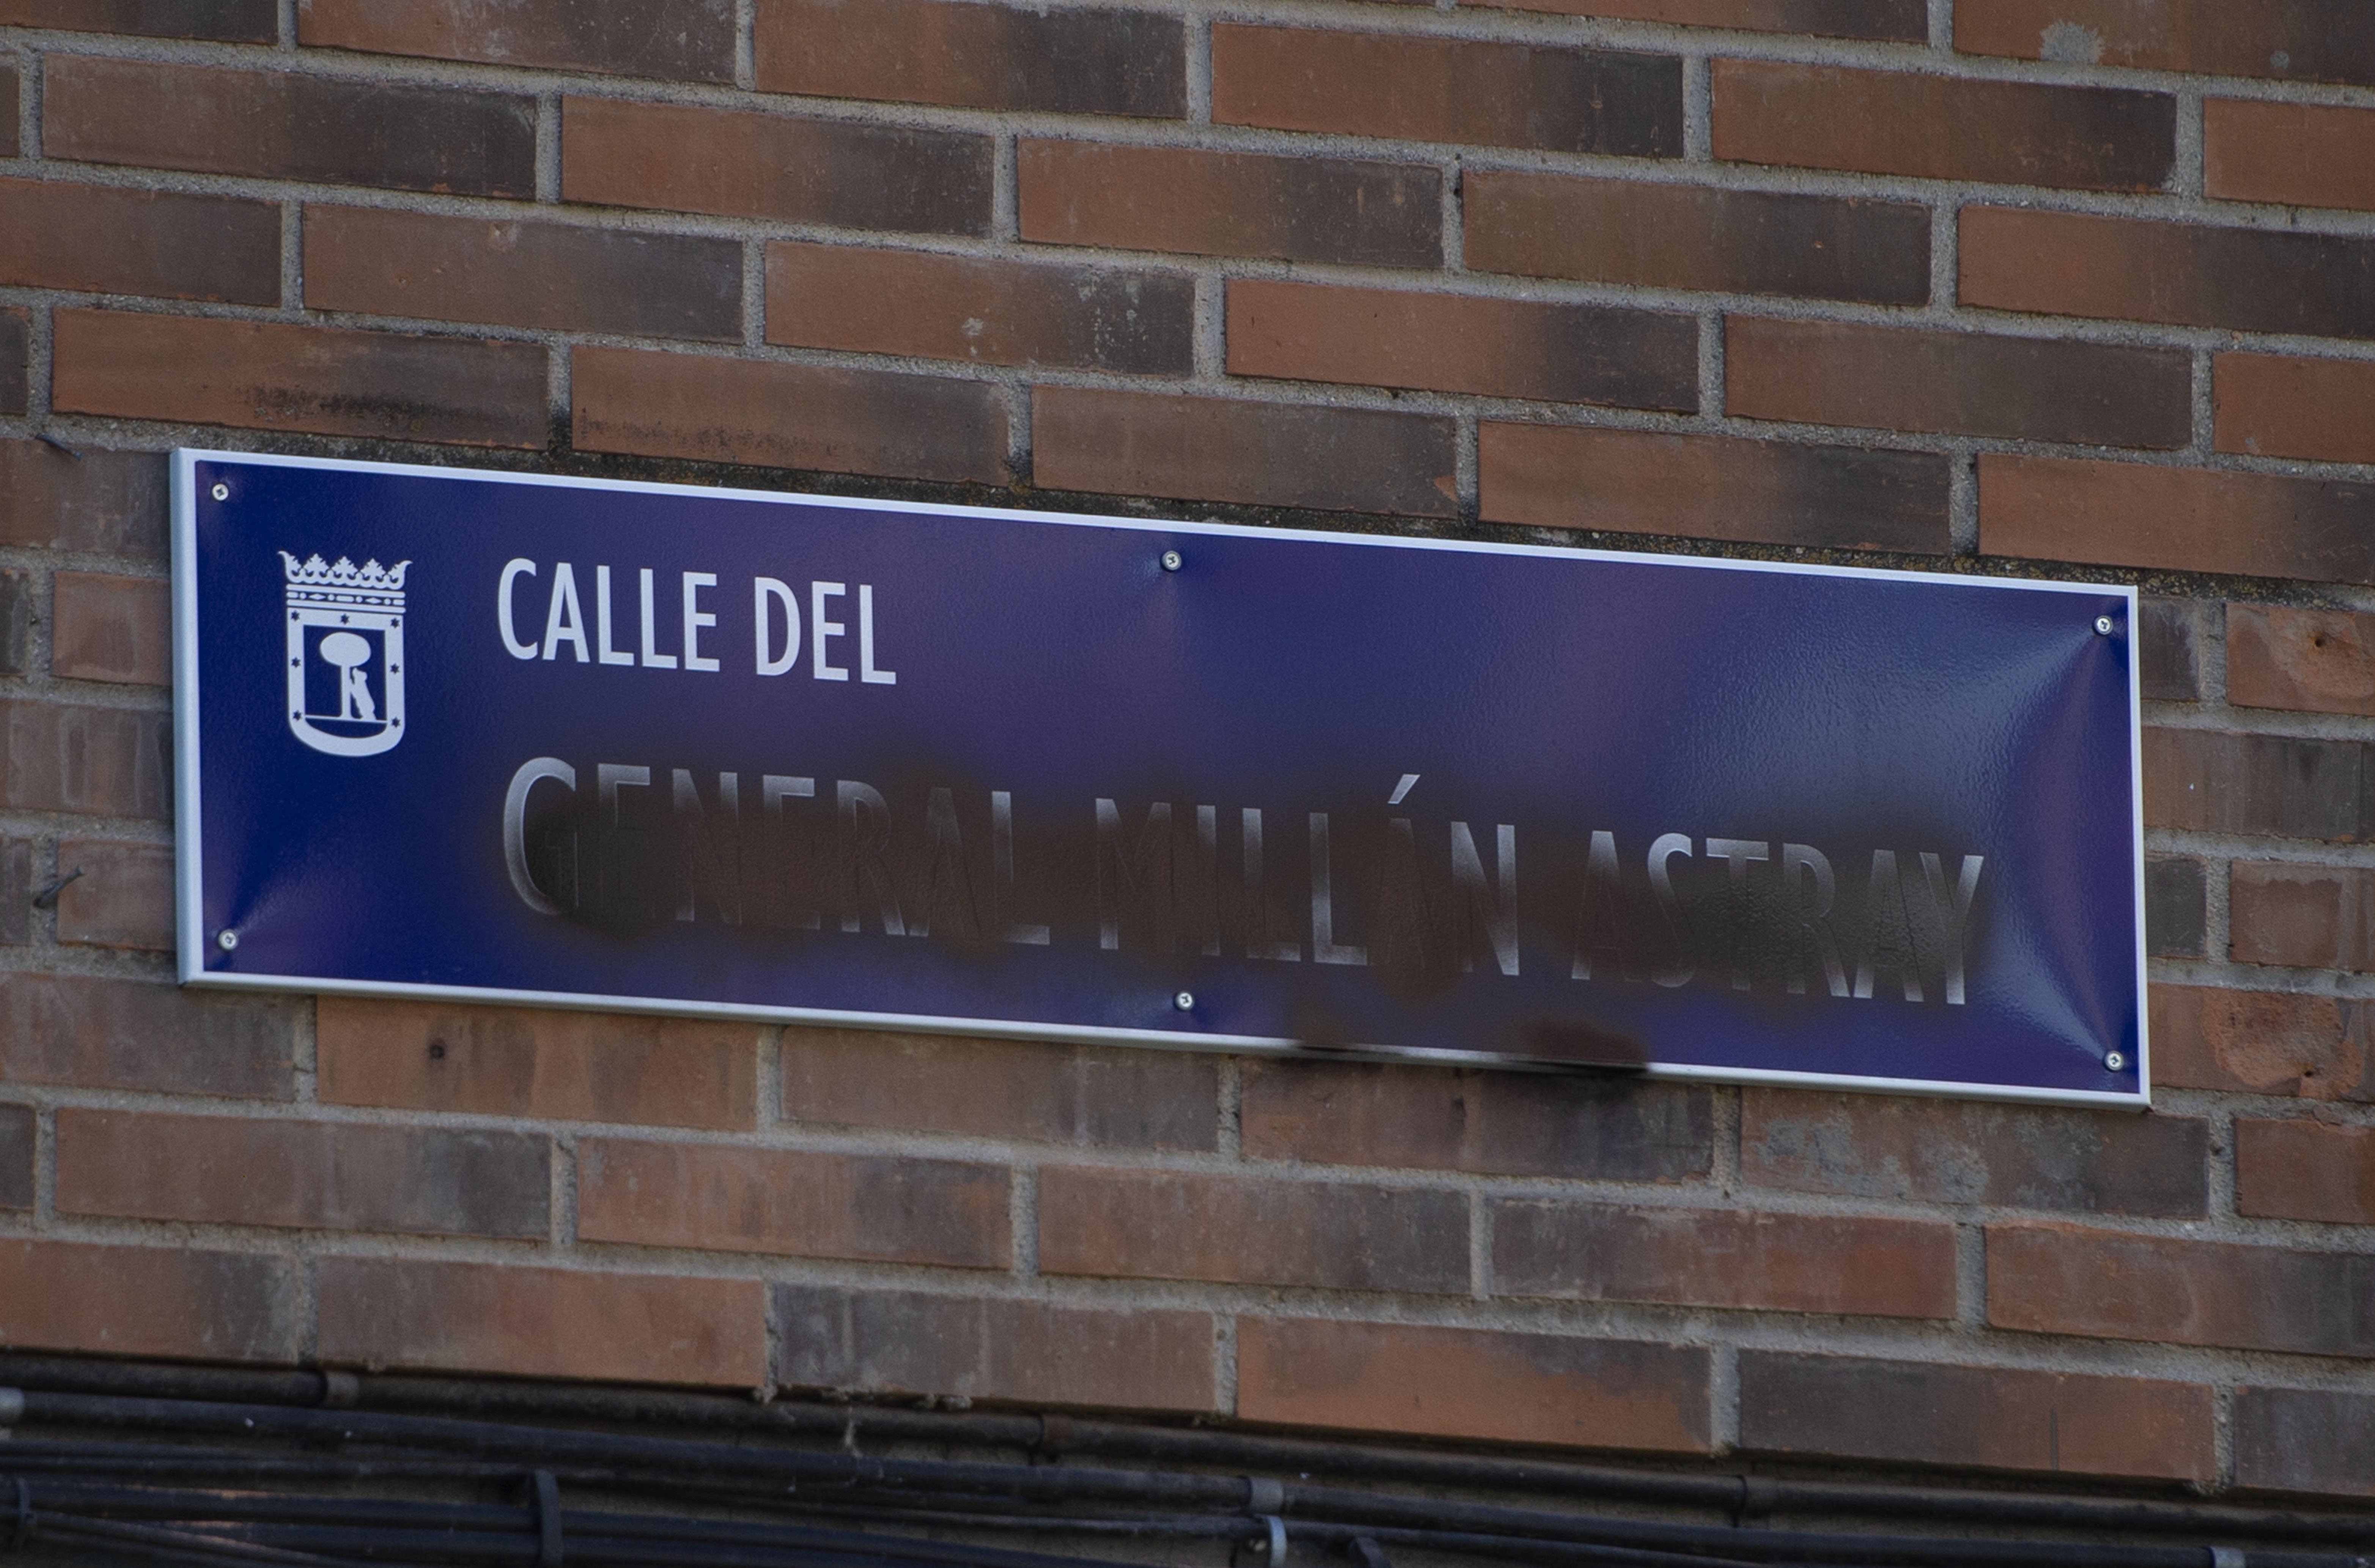 CALLE DEL
GENERAL MILLÁN ASTRAY